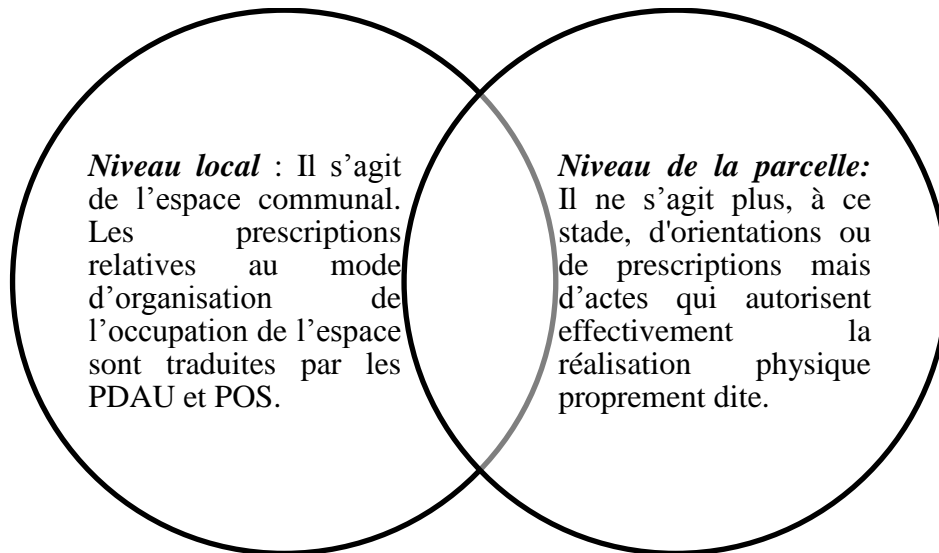 Niveau local : Il s’agit
de l’espace communal.
Les prescriptions
relatives au mode
d’organisation de
l’occupation de l’espace
sont traduites par les
PDAU et POS.
Niveau de la parcelle:
Il ne s’agit plus, à ce
stade, d'orientations ou
de prescriptions mais
d’actes qui autorisent
effectivement la
réalisation physique
proprement dite.